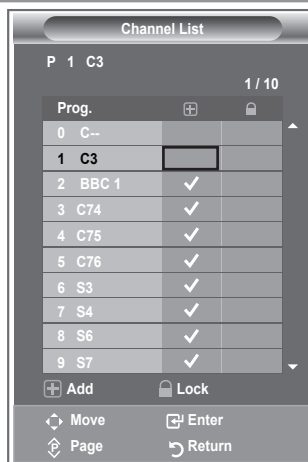 Channel List
P 1 C3
1 / 10
Prog.
0 C--
1 C3
2 BBC 1
3 C74
4 C75
5 C76
6 S3
7 S4
8 S6
9 S7
Add Lock
Move Enter
Page Return